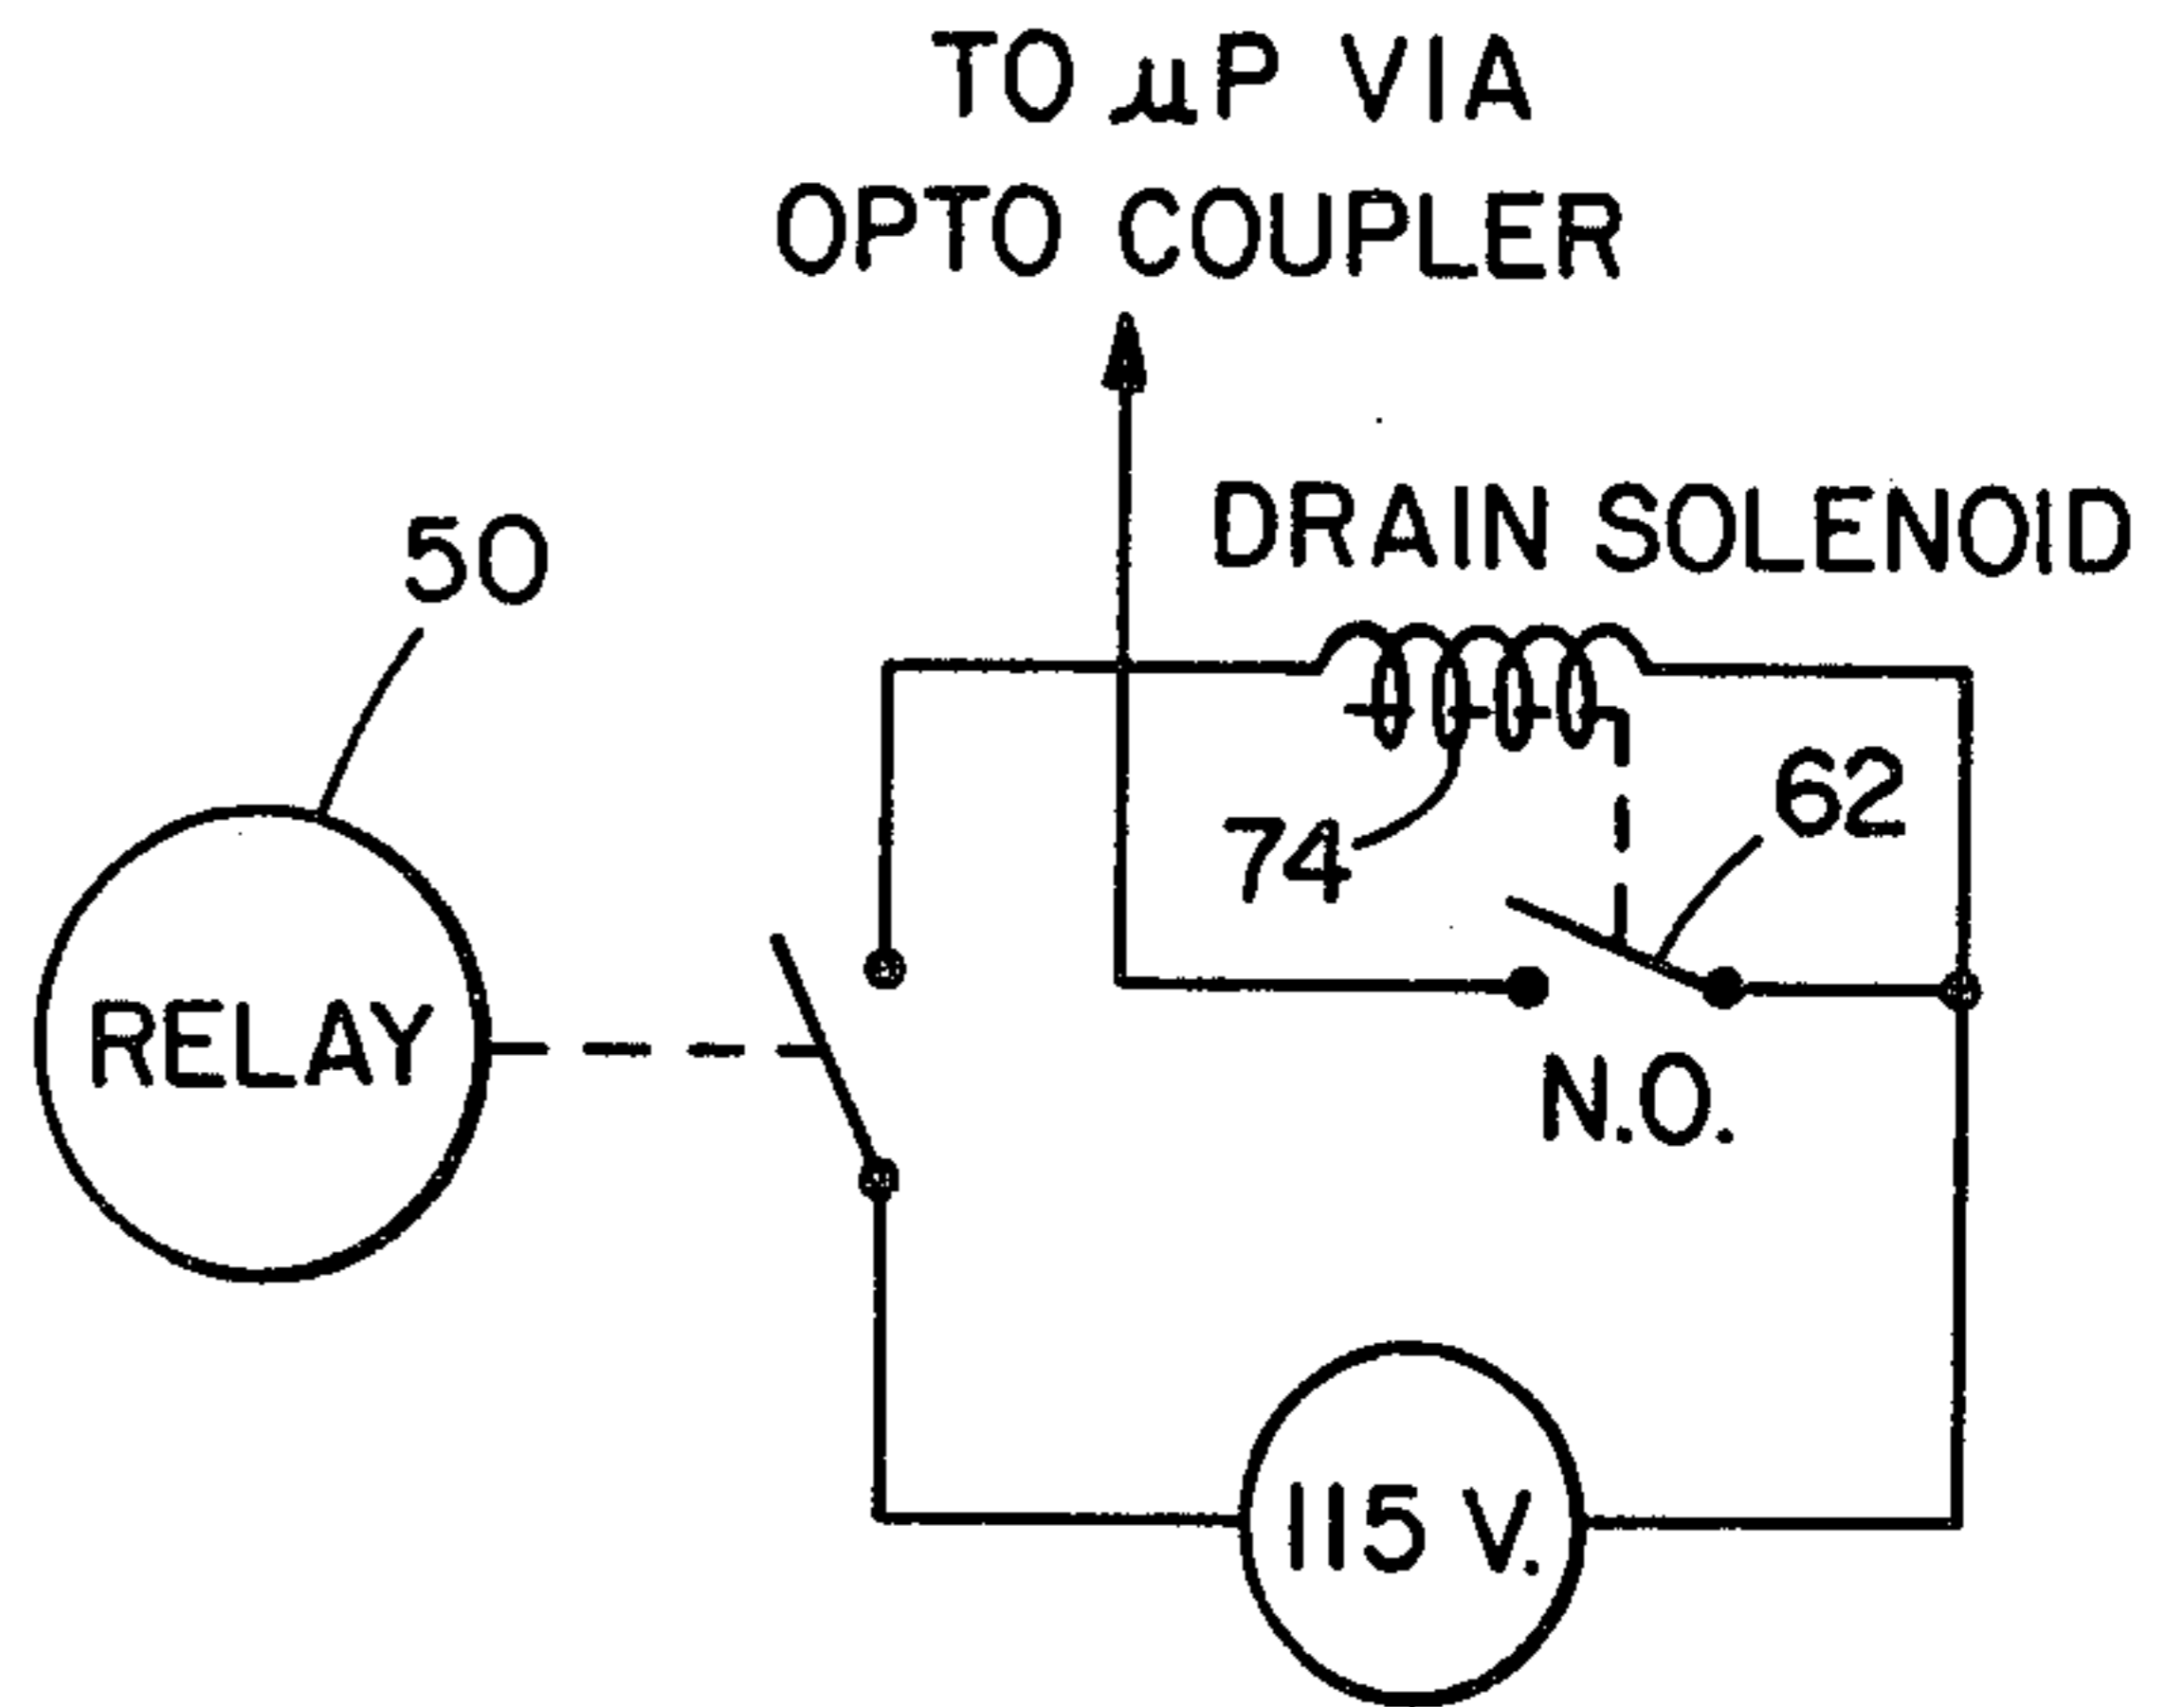 TO µP VIA
OPTO COUPLER
DRAIN SOLENOID
50
62
74
RELAY
N.O.
115 V.